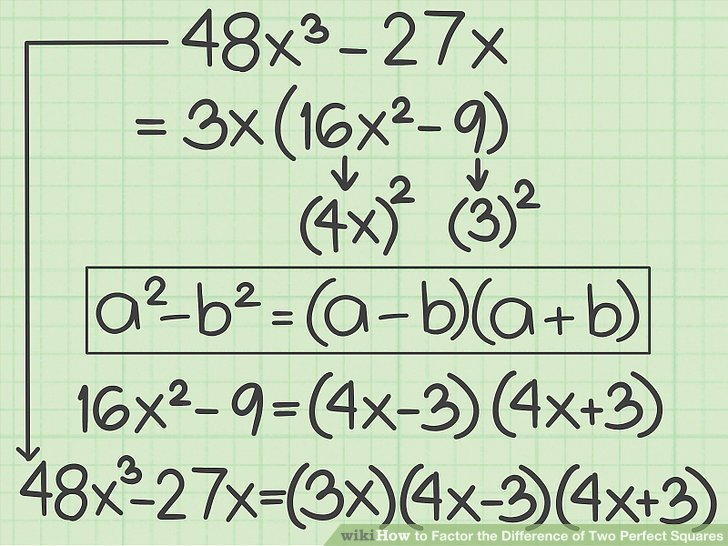 48x³ - 27x
= 3x(16x² - 9)
(4x)² (3)²
a² - b² = (a - b)(a + b)
16x² - 9 = (4x - 3)(4x + 3)
48x³ - 27x = (3x)(4x - 3)(4x + 3)
wikiHow to Factor the Difference of Two Perfect Squares